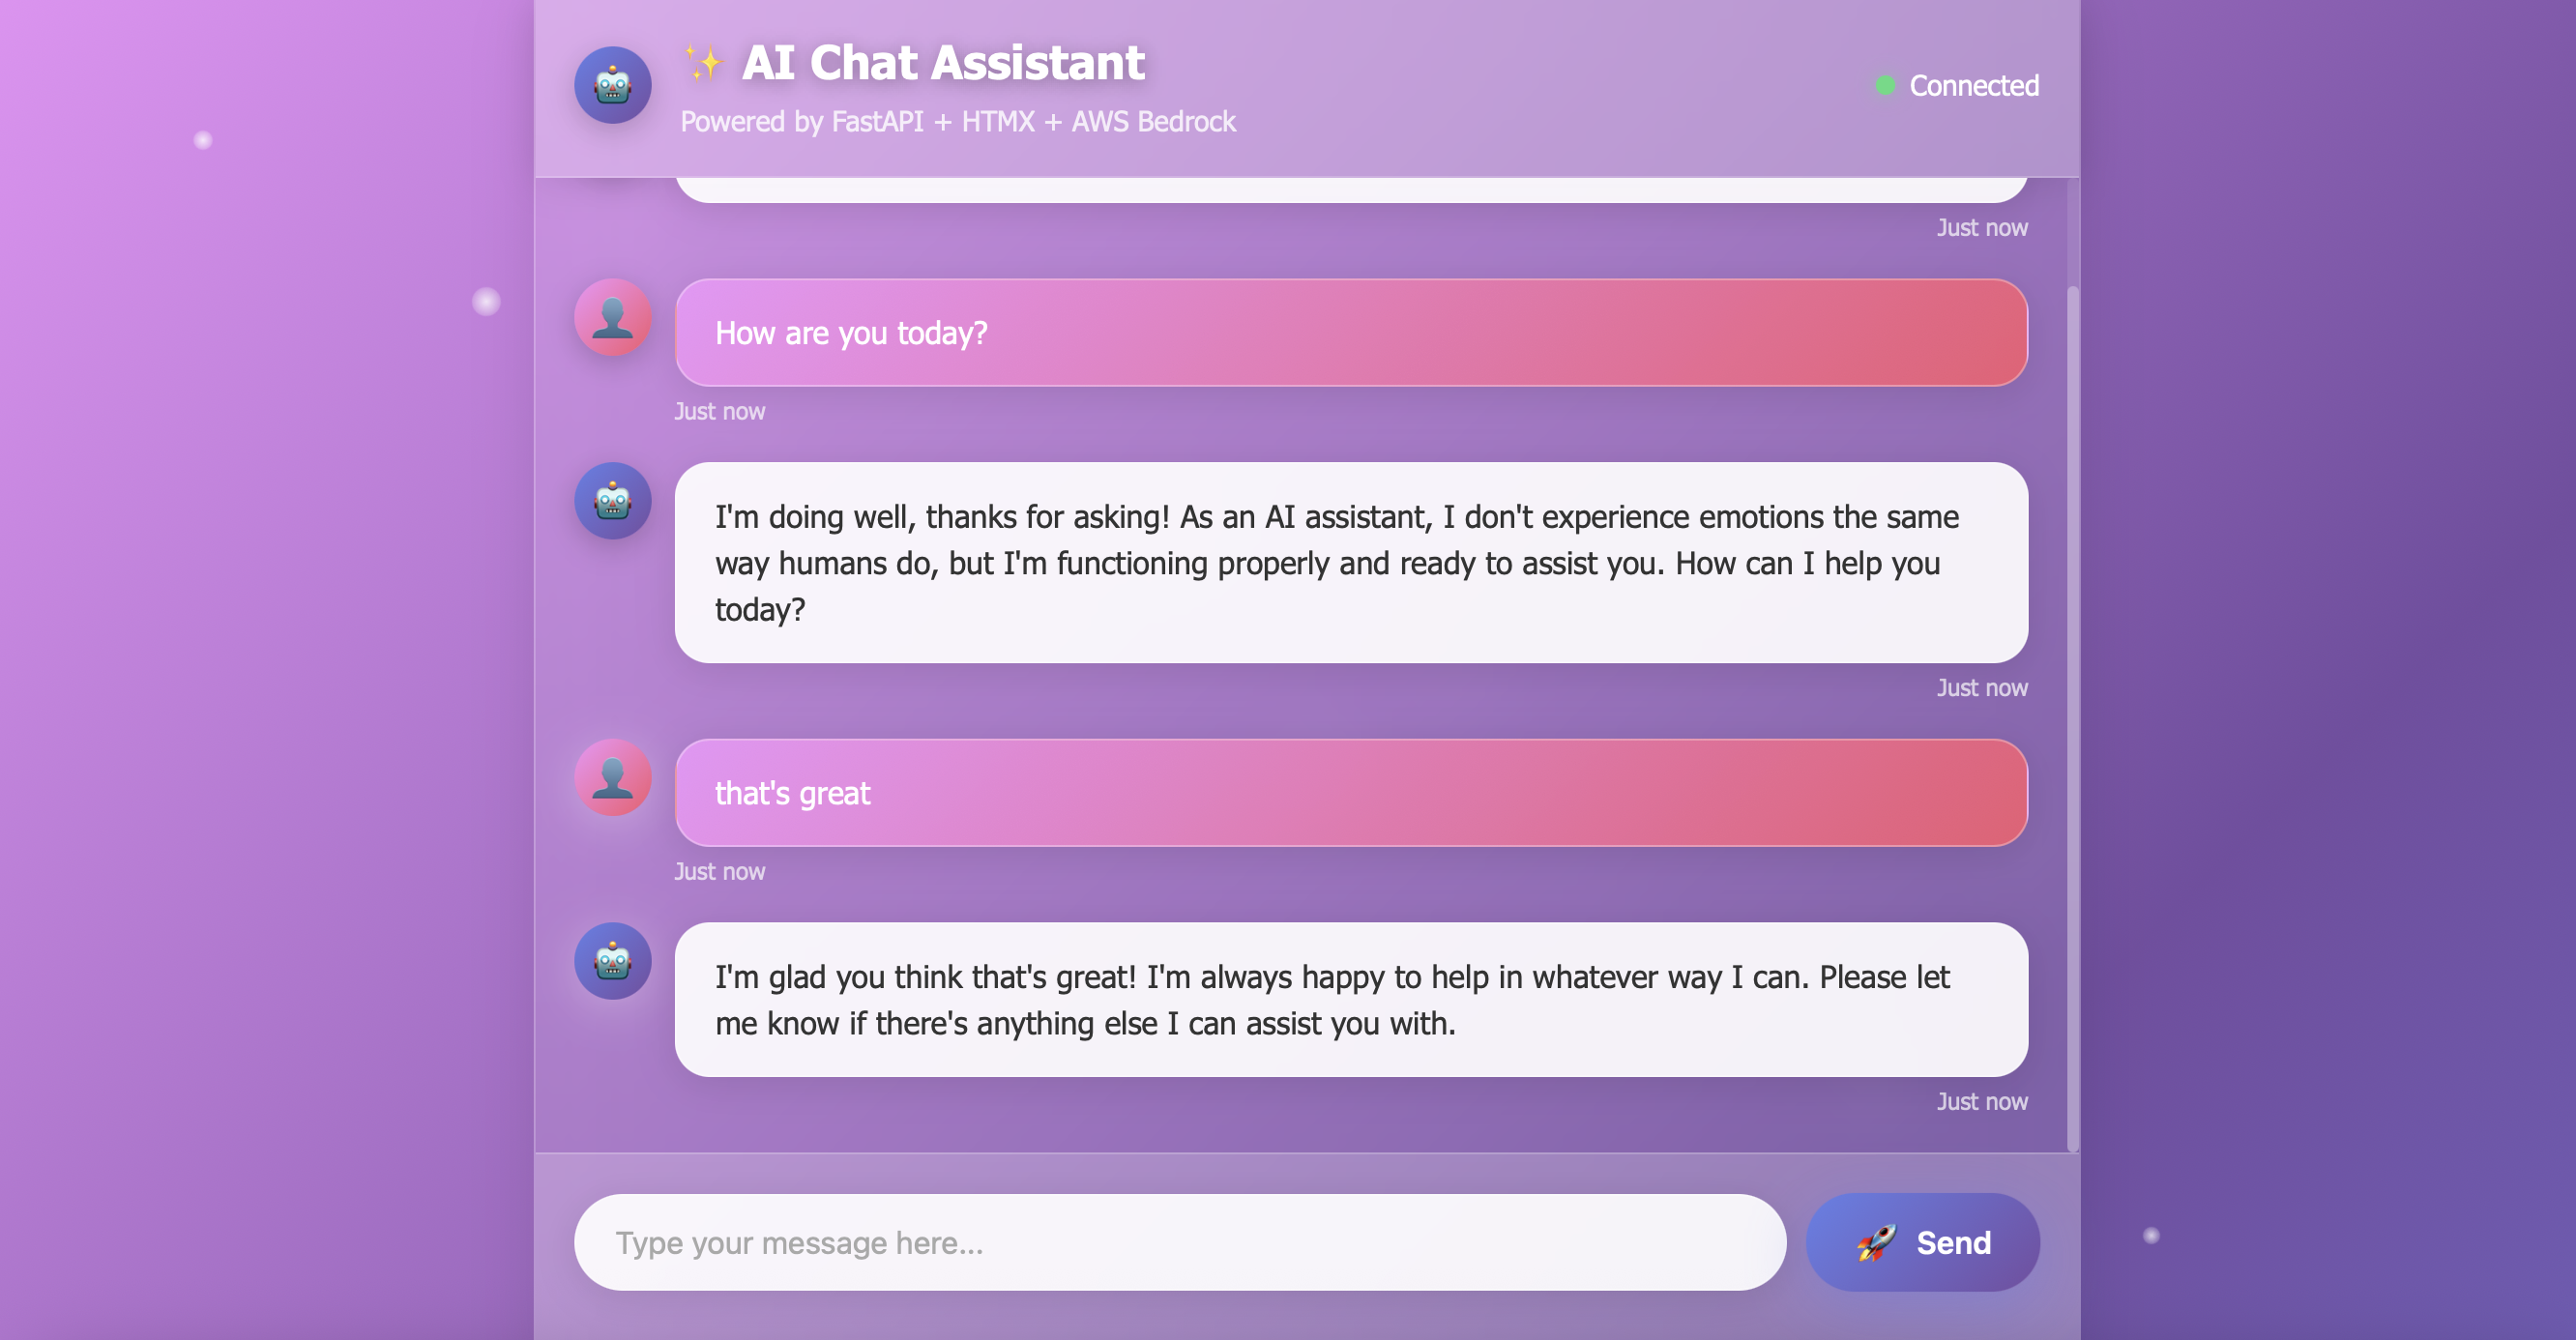 ✨ AI Chat Assistant
Powered by FastAPI + HTMX + AWS Bedrock
Connected
Just now
How are you today?
Just now
I'm doing well, thanks for asking! As an AI assistant, I don't experience emotions the same
way humans do, but I'm functioning properly and ready to assist you. How can I help you
today?
Just now
that's great
Just now
I'm glad you think that's great! I'm always happy to help in whatever way I can. Please let
me know if there's anything else I can assist you with.
Just now
Type your message here...
🚀 Send